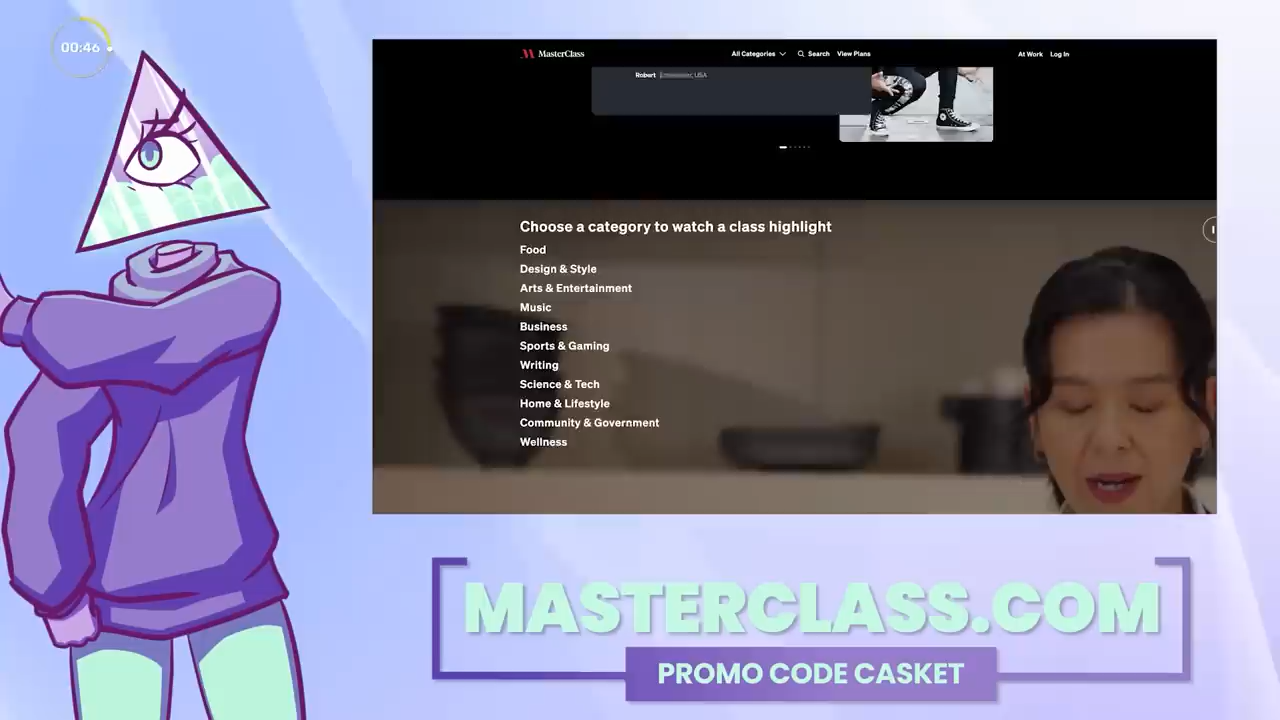 00:46
MasterClass
All Categories
Search
View Plans
At Work
Log In
Robert
Choose a category to watch a class highlight
Food
Design & Style
Arts & Entertainment
Music
Business
Sports & Gaming
Writing
Science & Tech
Home & Lifestyle
Community & Government
Wellness
MASTERCLASS.COM
PROMO CODE CASKET